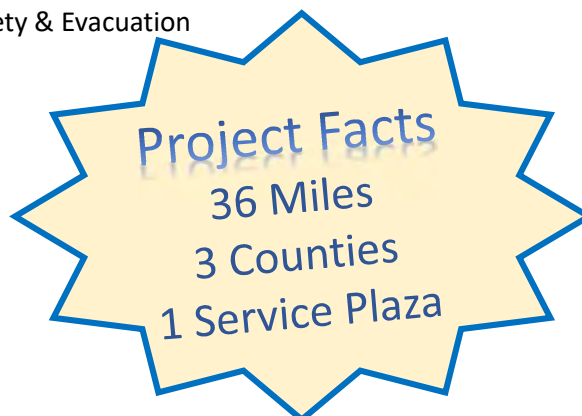 ety & Evacuation
Project Facts
36 Miles
3 Counties
1 Service Plaza